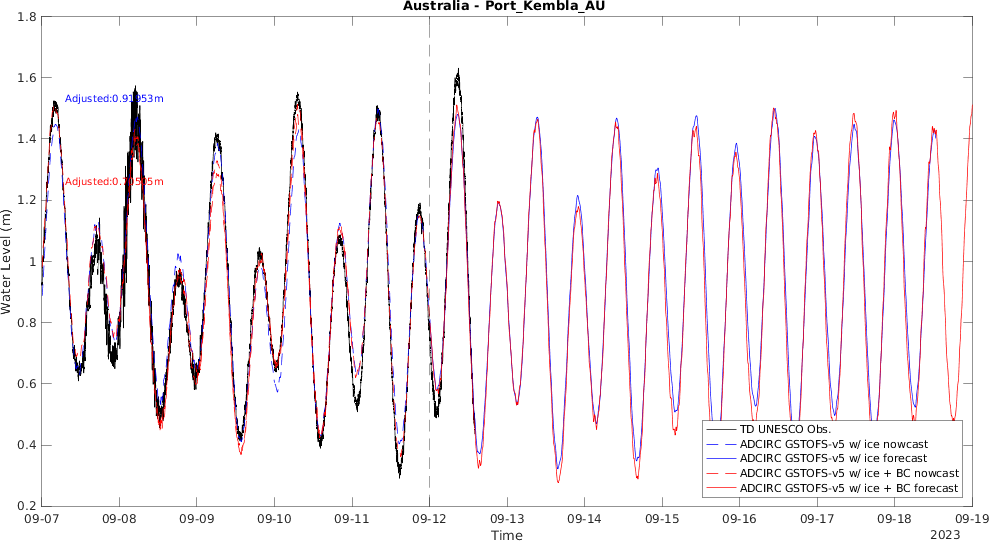 Australia - Port_Kembla_AU
1.8
1.6
1.4
1.2
1
0.8
0.6
0.4
0.2
Water Level (m)
Adjusted:0.91953m
TD UNESCO Obs.
ADCIRC GSTOFS-v5 w/ ice nowcast
ADCIRC GSTOFS-v5 w/ ice forecast
ADCIRC GSTOFS-v5 w/ ice + BC nowcast
ADCIRC GSTOFS-v5 w/ ice + BC forecast
09-07 09-08 09-09 09-10 09-11 09-12 09-13 09-14 09-15 09-16 09-17 09-18 09-19
Time
2023